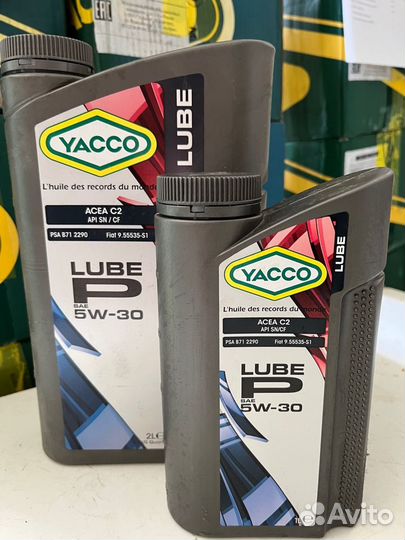 YACCO
LUBE
L'huile des records du monde
ACEA C2
API SN / CF
PSA B71 2290 Fiat 9.55535-S1
LUBE
P
SAE
5W-30
2L
YACCO
LUBE
L'huile des records du monde
ACEA C2
API SN/CF
PSA B71 2290 Fiat 9.55535-S1
LUBE
P
SAE
5W-30
EAC
Avito